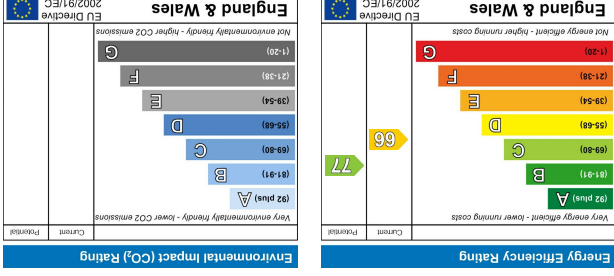 Energy Efficiency Rating
Current
Potential
Very energy efficient - lower running costs
(92 plus) A
(81-91) B
(69-80) C
(55-68) D
(39-54) E
(21-38) F
(1-20) G
66
77
Not energy efficient - higher running costs
England & Wales
EU Directive
2002/91/EC
Environmental Impact (CO₂) Rating
Current
Potential
Very environmentally friendly - lower CO2 emissions
(92 plus) A
(81-91) B
(69-80) C
(55-68) D
(39-54) E
(21-38) F
(1-20) G
Not environmentally friendly - higher CO2 emissions
England & Wales
EU Directive
2002/91/EC